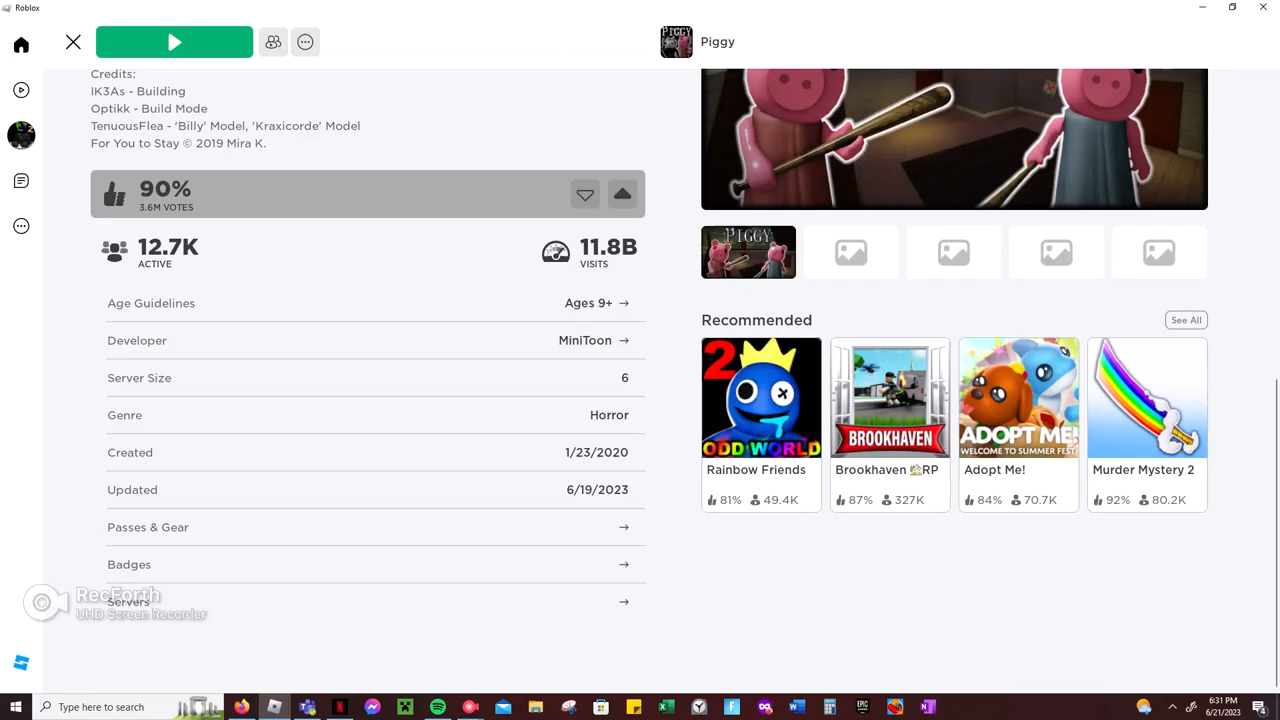 Roblox
Piggy
Credits:
IK3As - Building
Optikk - Build Mode
TenuousFlea - 'Billy' Model, 'Kraxicorde' Model
For You to Stay © 2019 Mira K.
90%
3.6M VOTES
12.7K
ACTIVE
11.8B
VISITS
Age Guidelines Ages 9+ →
Developer MiniToon →
Server Size 6
Genre Horror
Created 1/23/2020
Updated 6/19/2023
Passes & Gear →
Badges →
Servers →
RecForth
UHD Screen Recorder
PIGGY
Recommended See All
2
ODD WORLD
Rainbow Friends
81% 49.4K
BROOKHAVEN
Brookhaven 🏡RP
87% 327K
ADOPT ME!
WELCOME TO SUMMER FEST
Adopt Me!
84% 70.7K
Murder Mystery 2
92% 80.2K
Type here to search
6:31 PM
6/21/2023